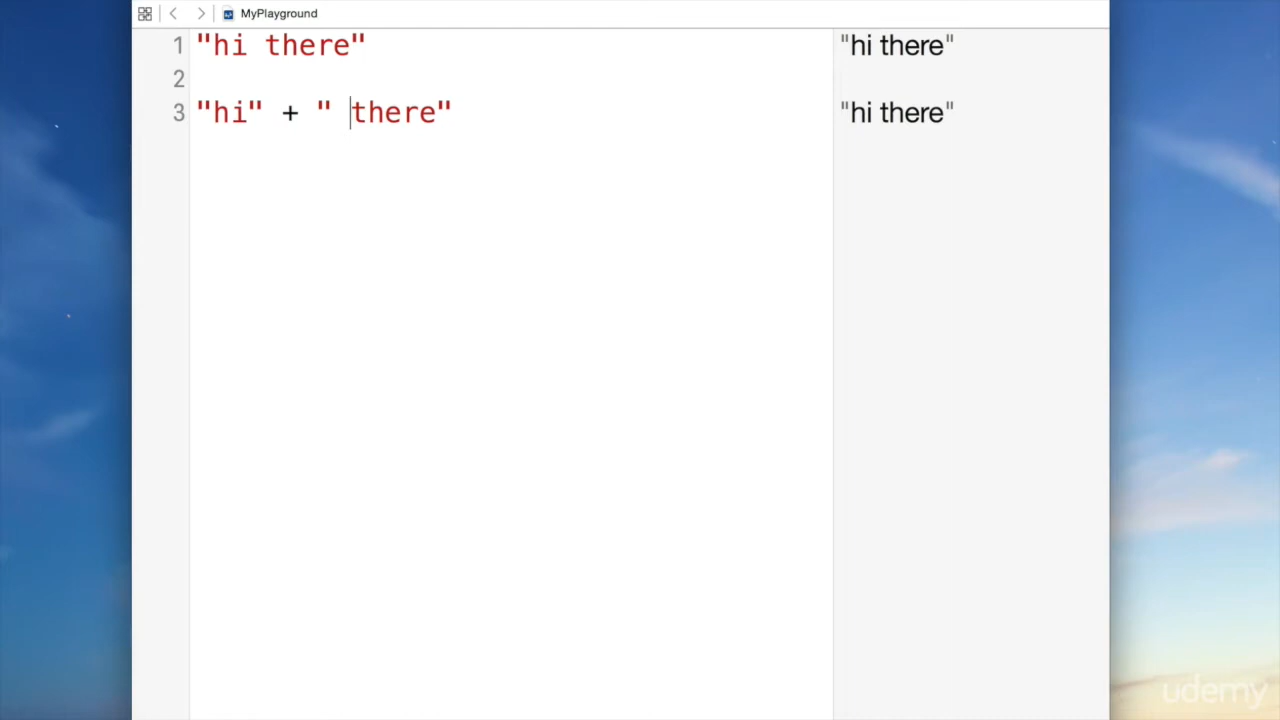 MyPlayground
1 "hi there" "hi there"
2
3 "hi" + " there" "hi there"
udemy